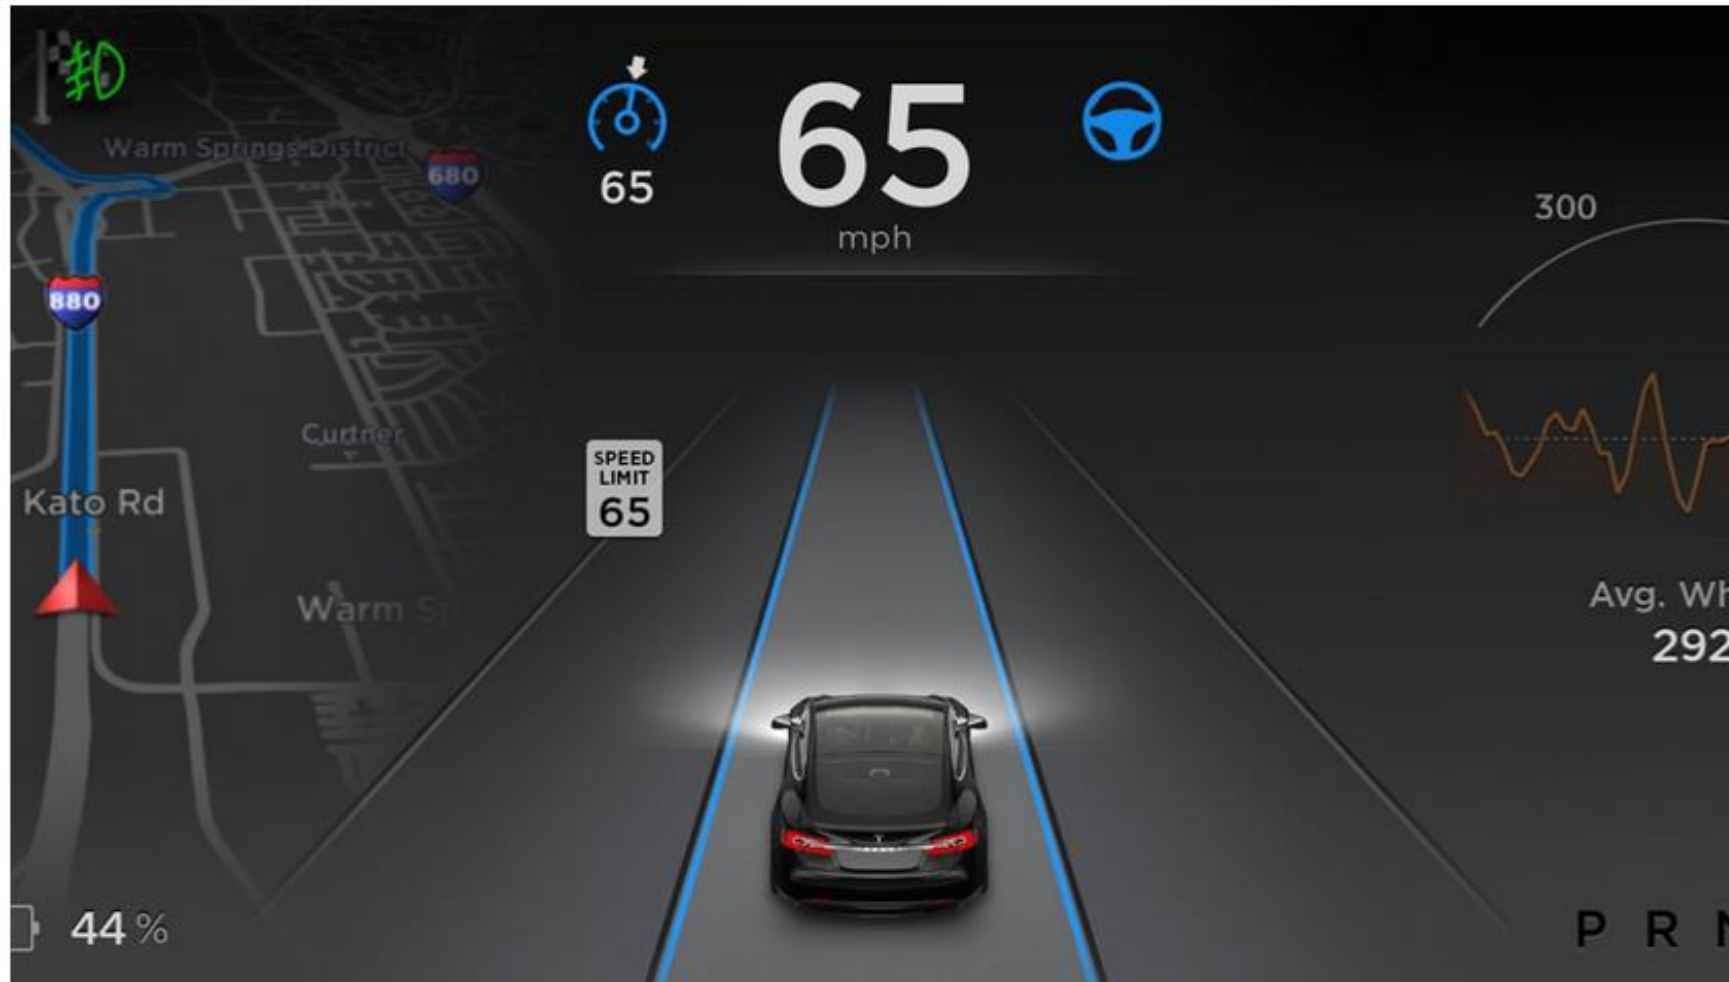 Warm Springs District
680
880
Curtner
Kato Rd
44 %
65
65
mph
SPEED
LIMIT
65
300
Avg. Wh
292
P R